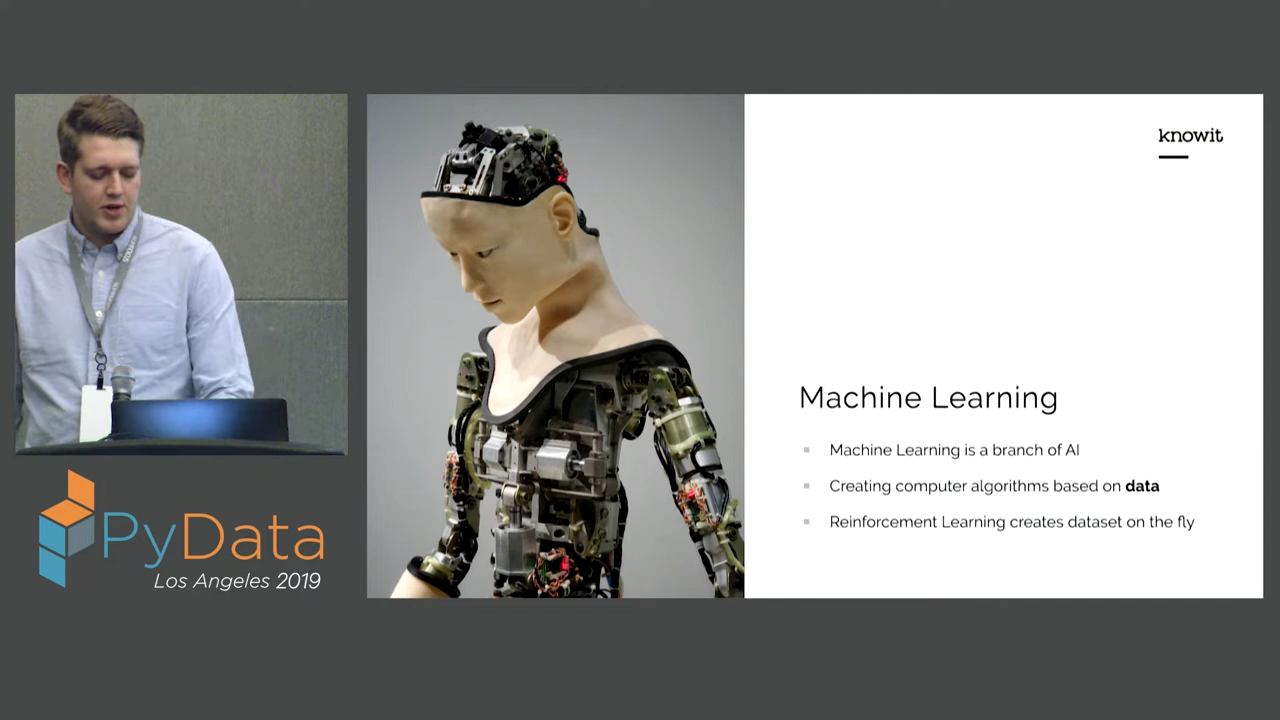 knowit
Machine Learning
Machine Learning is a branch of AI
Creating computer algorithms based on data
Reinforcement Learning creates dataset on the fly
PyData
Los Angeles 2019